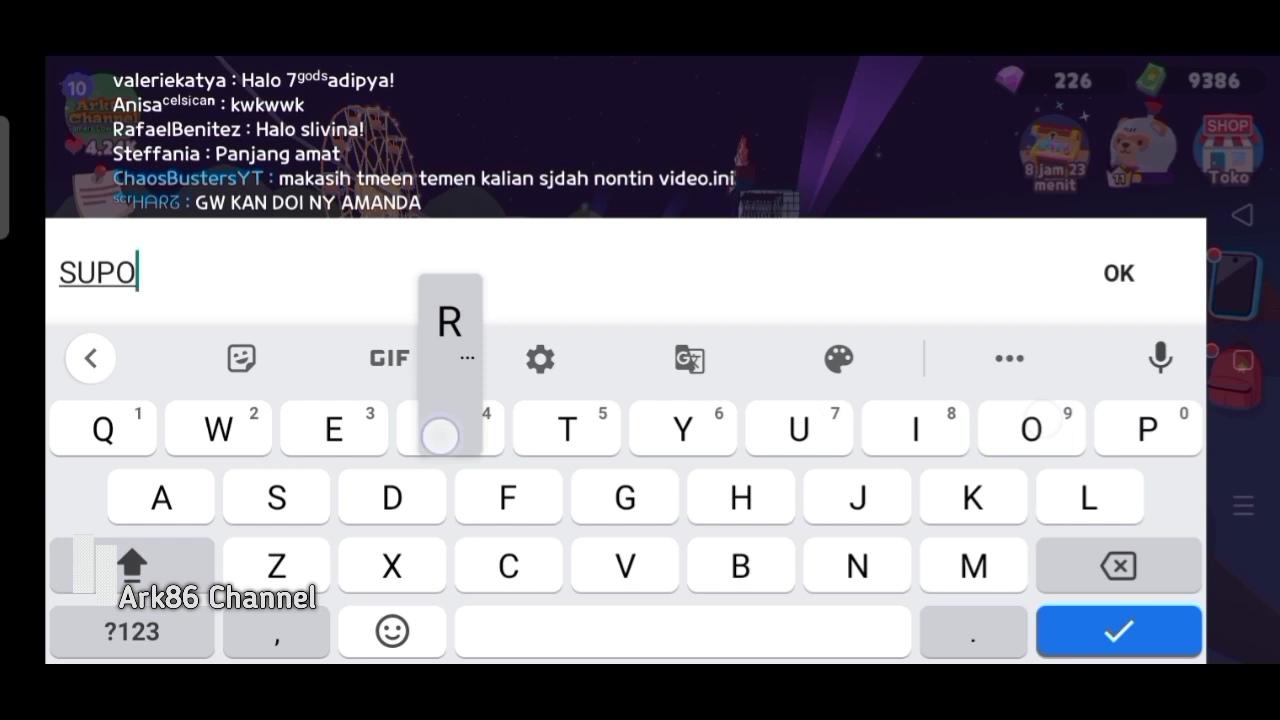 valeriekatya : Halo 7godsadipya!
10
Anisacelsican : kwkwwk
RafaelBenitez : Halo slivina!
Steffania : Panjang amat
ChaosBustersYT : makasih tmeen temen kalian sjdah nontin video.ini
GW KAN DOI NY AMANDA
226
9386
8 jam 23
menit
11
SHOP
Toko
SUPO
OK
R
GIF
Q 1 W 2 E 3 4 T 5 Y 6 U 7 I 8 O 9 P 0
A S D F G H J K L
Z X C V B N M
Ark86 Channel
?123 , .